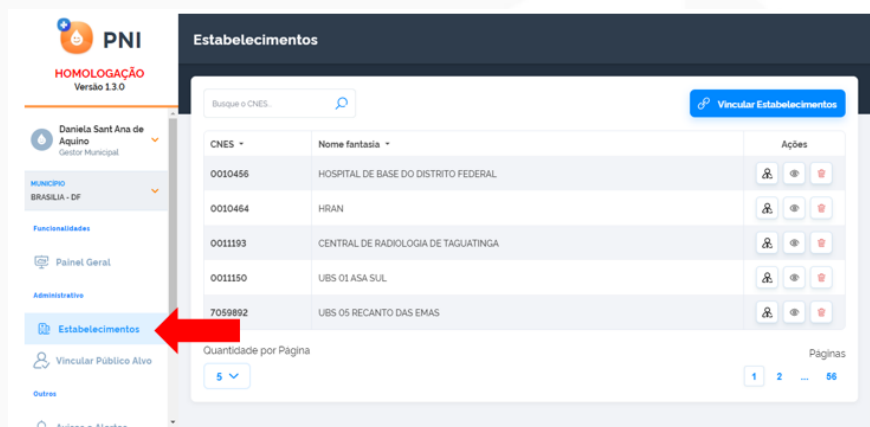 PNI
HOMOLOGAÇÃO
Versão 1.3.0
Daniela Sant Ana de
Aquino
Gestor Municipal
MUNICÍPIO
BRASILIA - DF
Funcionalidades
Painel Geral
Administrativo
Estabelecimentos
Vincular Público Alvo
Outros
Avisos e Alertas
Estabelecimentos
Busque o CNES..
Vincular Estabelecimentos
CNES Nome fantasia Ações
0010456 HOSPITAL DE BASE DO DISTRITO FEDERAL
0010464 HRAN
0011193 CENTRAL DE RADIOLOGIA DE TAGUATINGA
0011150 UBS 01 ASA SUL
7059892 UBS 05 RECANTO DAS EMAS
Quantidade por Página Páginas
5 1 2 ... 56